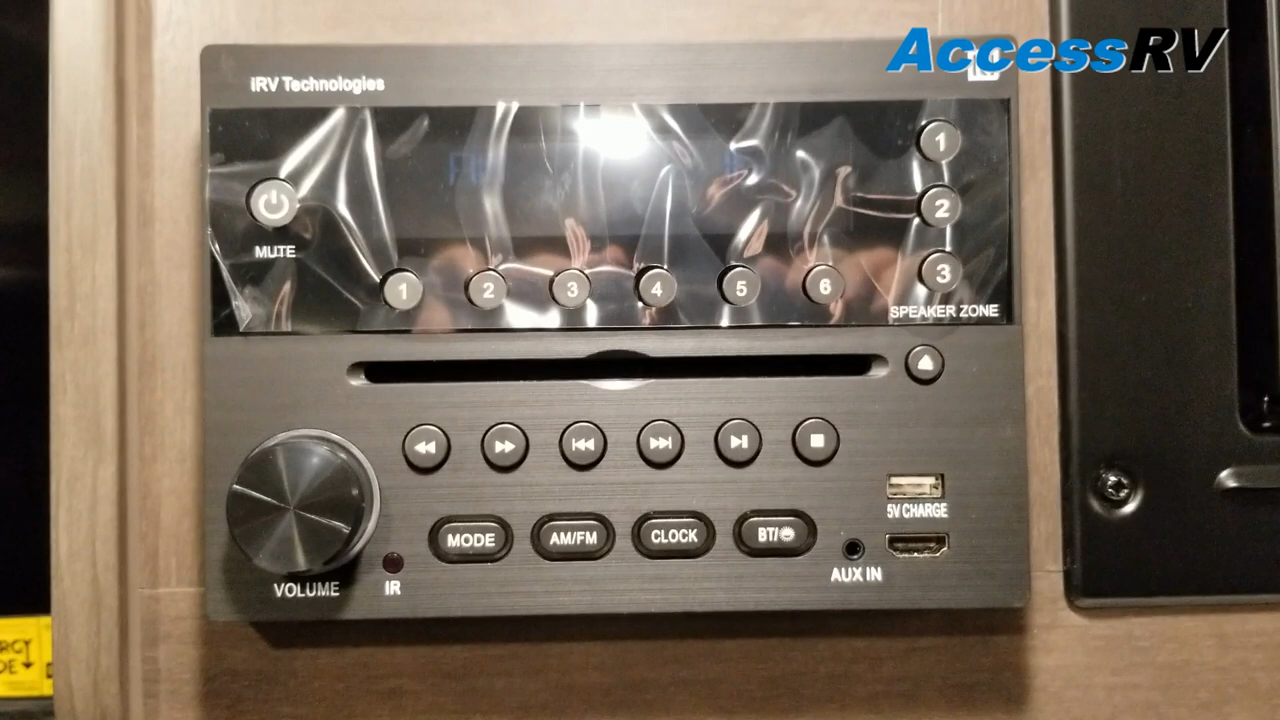 AccessRV
iRV Technologies
1
2
MUTE
1 2 3 4 5 6
3
SPEAKER ZONE
5V CHARGE
MODE AM/FM CLOCK BT/
VOLUME
IR
AUX IN